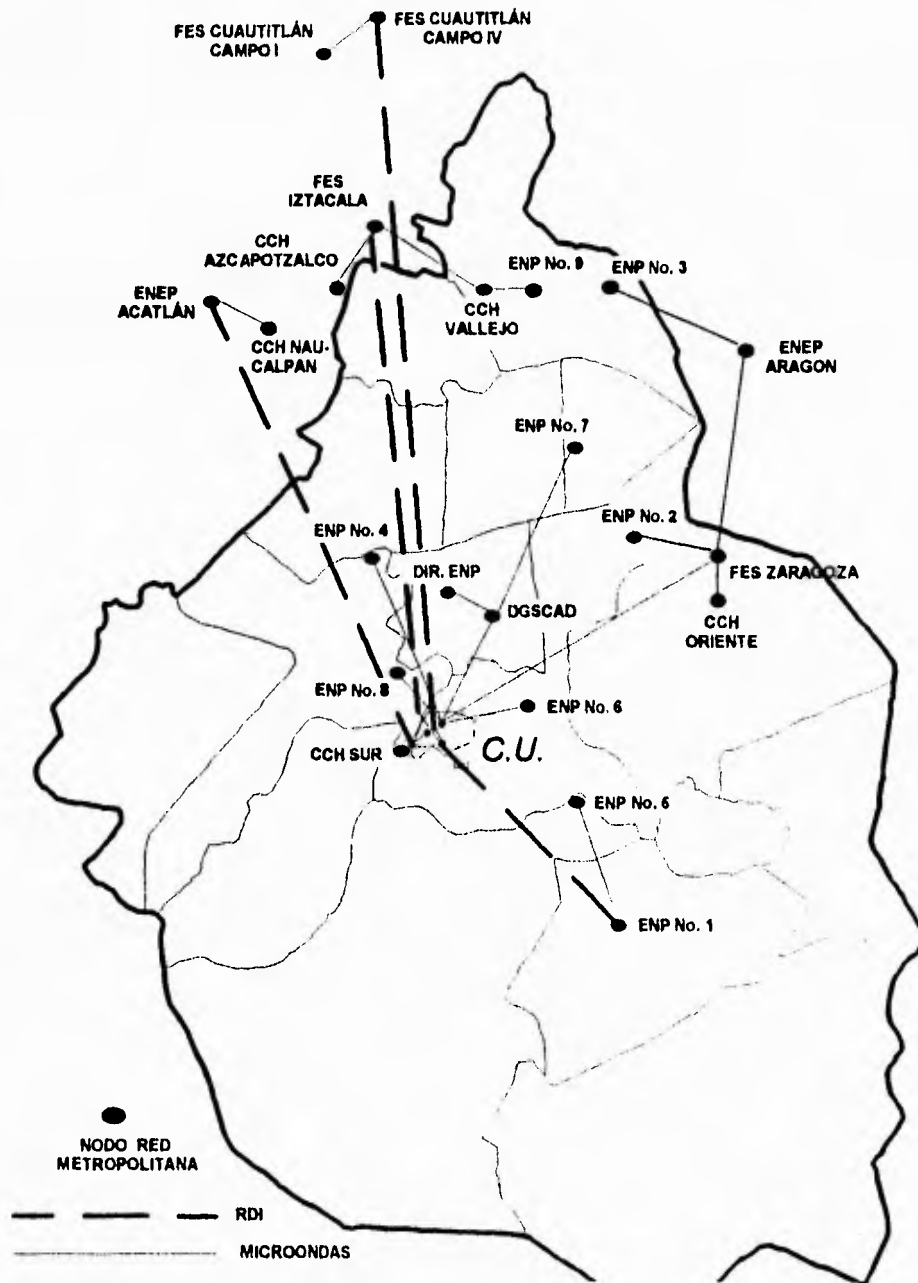 FES CUAUTITLÁN
CAMPO I
FES CUAUTITLÁN
CAMPO IV
FES
IZTACALA
CCH
AZCAPOTZALCO
ENP No. 9
ENP No. 3
ENEP
ACATLÁN
CCH NAU-
CALPAN
CCH
VALLEJO
ENEP
ARAGON
ENP No. 7
ENP No. 4
ENP No. 2
DIR. ENP
FES ZARAGOZA
DGSCAD
CCH
ORIENTE
ENP No. 8
ENP No. 6
CCH SUR
C.U.
ENP No. 6
ENP No. 1
NODO RED
METROPOLITANA
RDI
MICROONDAS